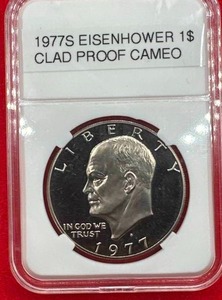 1977S EISENHOWER 1$
CLAD PROOF CAMEO
LIBERTY
IN GOD WE
TRUST
S
1977